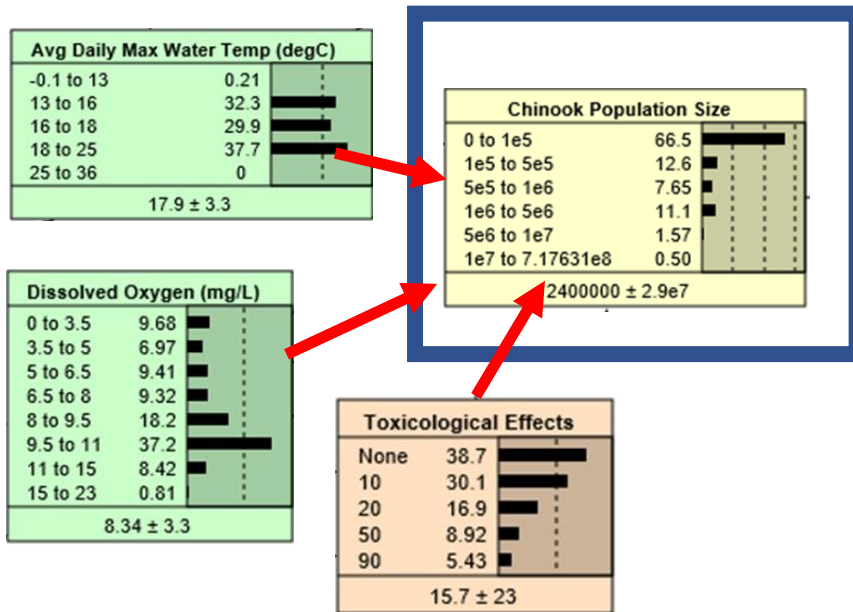 Avg Daily Max Water Temp (degC)
-0.1 to 13 0.21
13 to 16 32.3
16 to 18 29.9
18 to 25 37.7
25 to 36 0
17.9 ± 3.3
Chinook Population Size
0 to 1e5 66.5
1e5 to 5e5 12.6
5e5 to 1e6 7.65
1e6 to 5e6 11.1
5e6 to 1e7 1.57
1e7 to 7.17631e8 0.50
2400000 ± 2.9e7
Dissolved Oxygen (mg/L)
0 to 3.5 9.68
3.5 to 5 6.97
5 to 6.5 9.41
6.5 to 8 9.32
8 to 9.5 18.2
9.5 to 11 37.2
11 to 15 8.42
15 to 23 0.81
8.34 ± 3.3
Toxicological Effects
None 38.7
10 30.1
20 16.9
50 8.92
90 5.43
15.7 ± 23